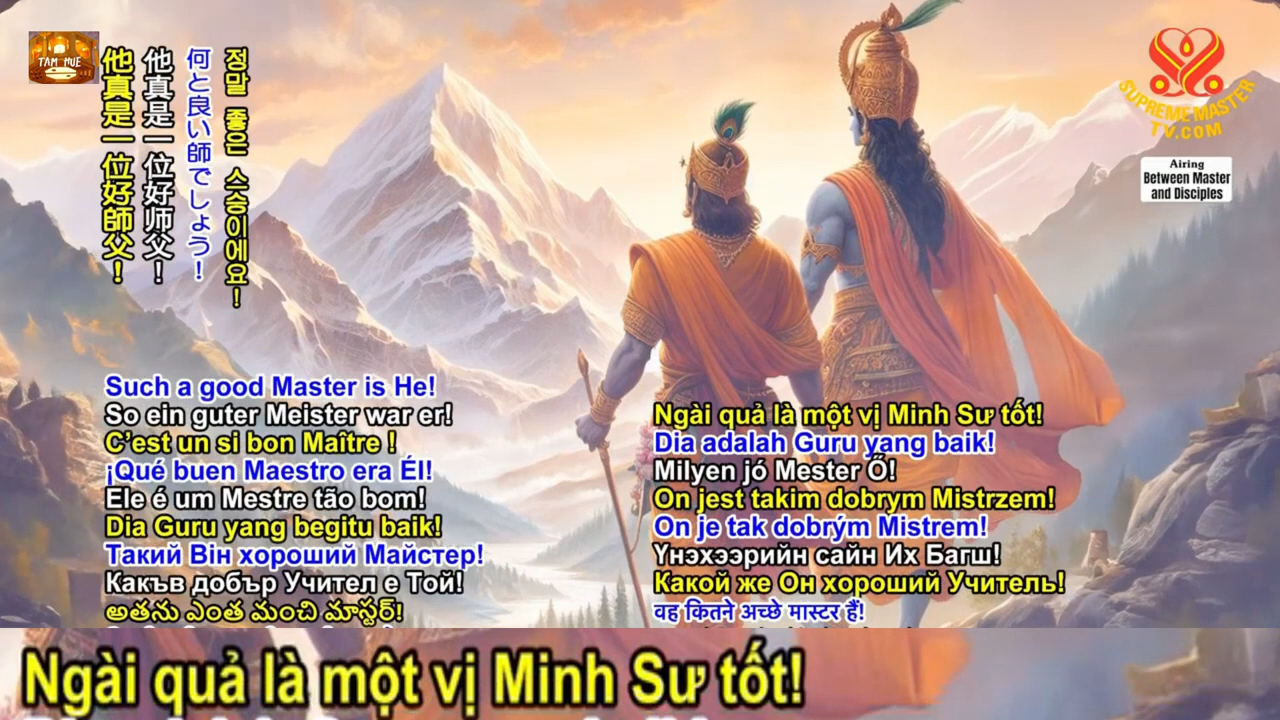 TAM HUE
他真是一位好師父！
他真是一位好师父！
何と良い師でしょう！
정말 좋은 스승이에요！
SUPREME MASTER
TV.COM
Airing
Between Master
and Disciples
Such a good Master is He!
So ein guter Meister war er!
C'est un si bon Maître !
¡Qué buen Maestro era Él!
Ele é um Mestre tão bom!
Dia Guru yang begitu baik!
Такий Він хороший Майстер!
Какъв добър Учител е Той!
అతను ఎంత మంచి మాస్టర్!
Ngài quả là một vị Minh Sư tốt!
Dia adalah Guru yang baik!
Milyen jó Mester Ő!
On jest takim dobrym Mistrzem!
On je tak dobrým Mistrem!
Үнэхээрийн сайн Их Багш!
Какой же Он хороший Учитель!
वह कितने अच्छे मास्टर हैं!
Ngài quả là một vị Minh Sư tốt!